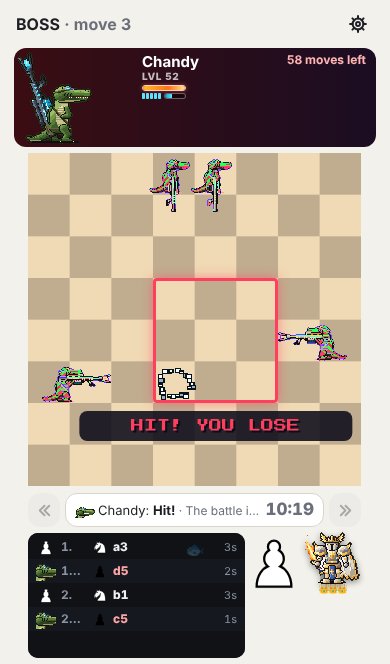 BOSS · move 3
Chandy
58 moves left
LVL 52
HIT! YOU LOSE
Chandy: Hit! · The battle i... 10:19
1. a3 3s
1... d5 2s
2. b1 3s
2... c5 1s